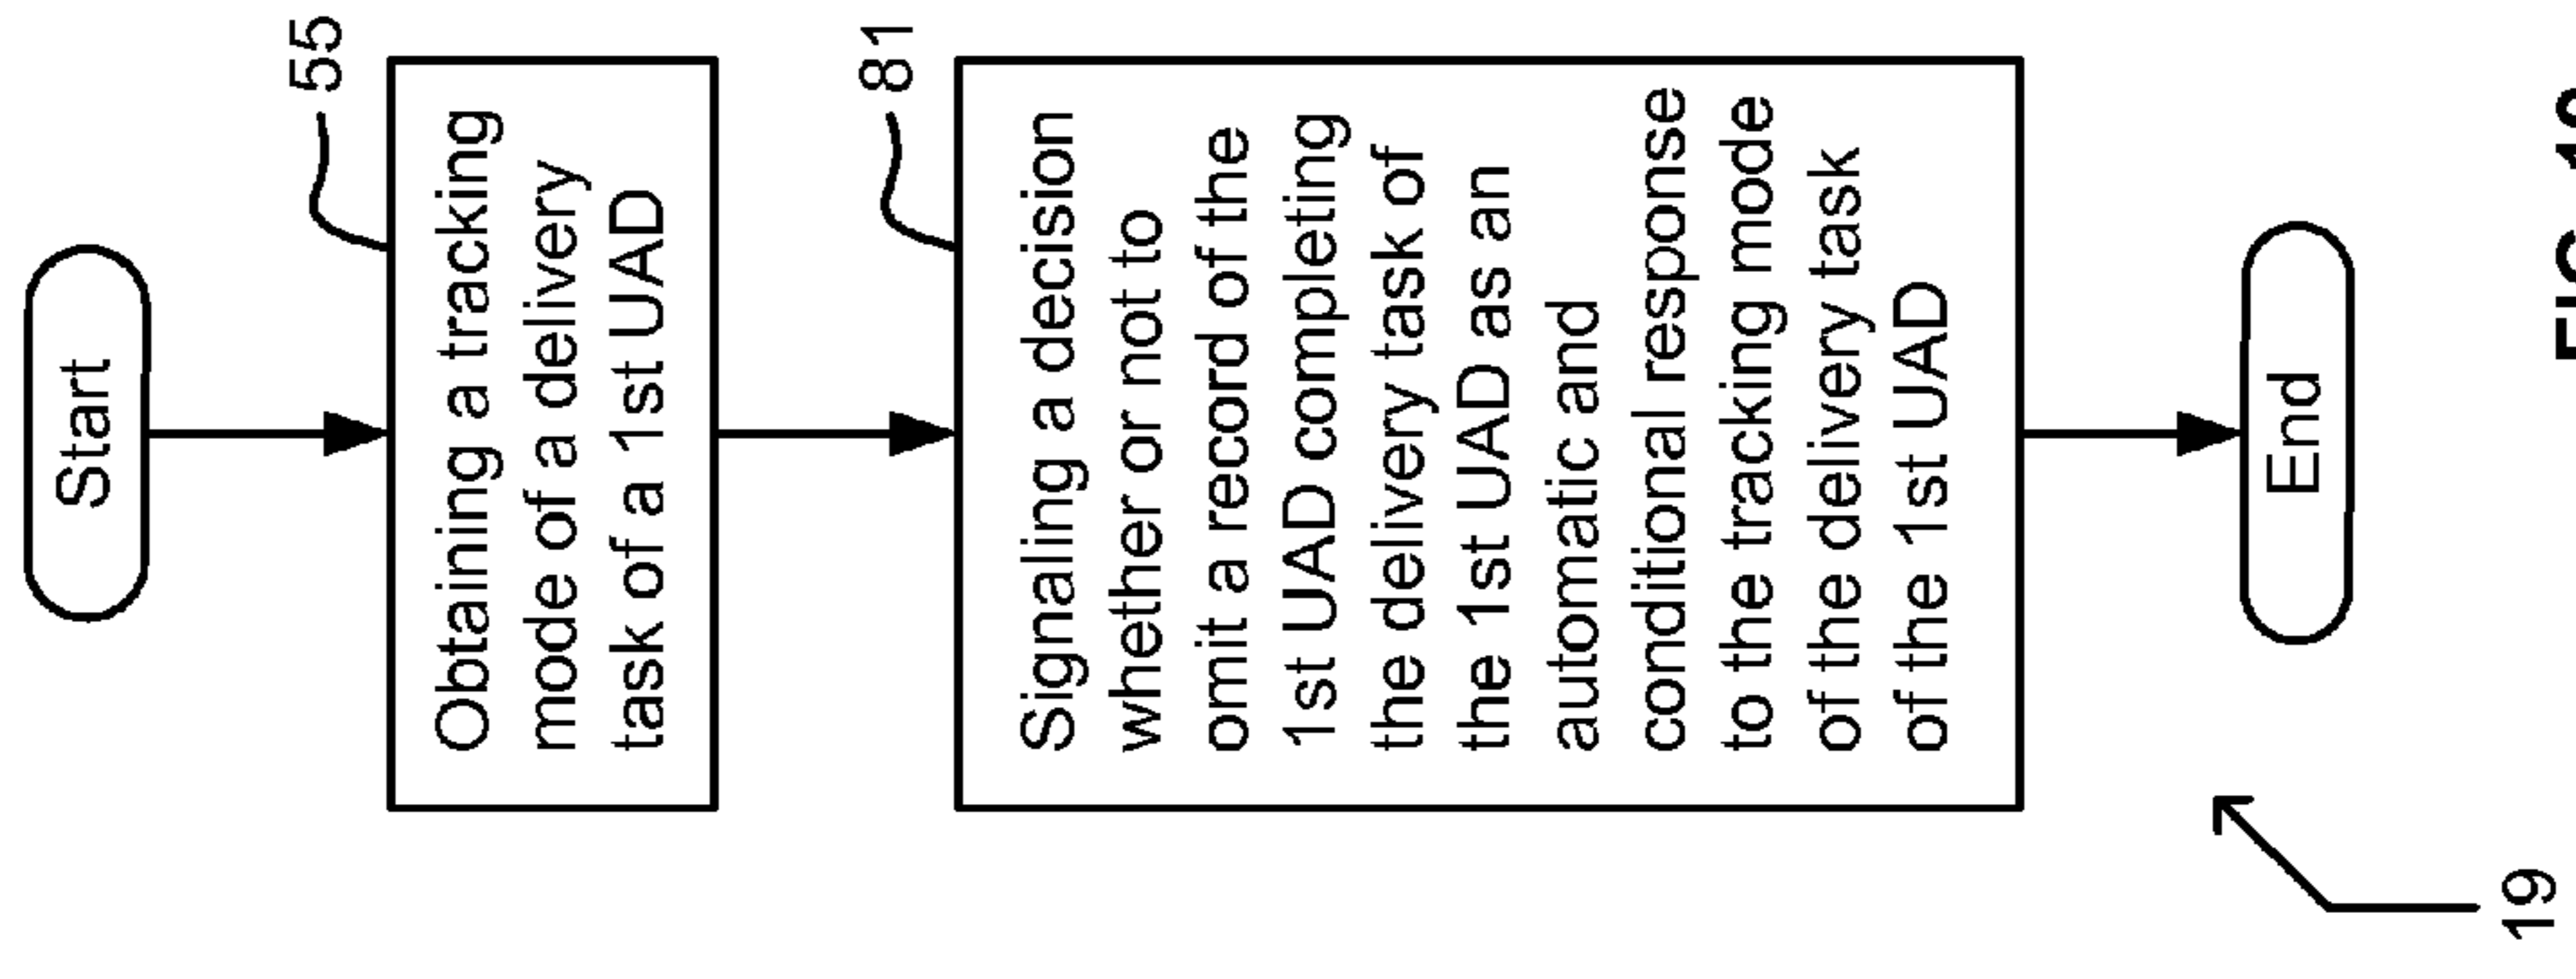 Start
55
Obtaining a tracking
mode of a delivery
task of a 1st UAD
81
Signaling a decision
whether or not to
omit a record of the
1st UAD completing
the delivery task of
the 1st UAD as an
automatic and
conditional response
to the tracking mode
of the delivery task
of the 1st UAD
End
19